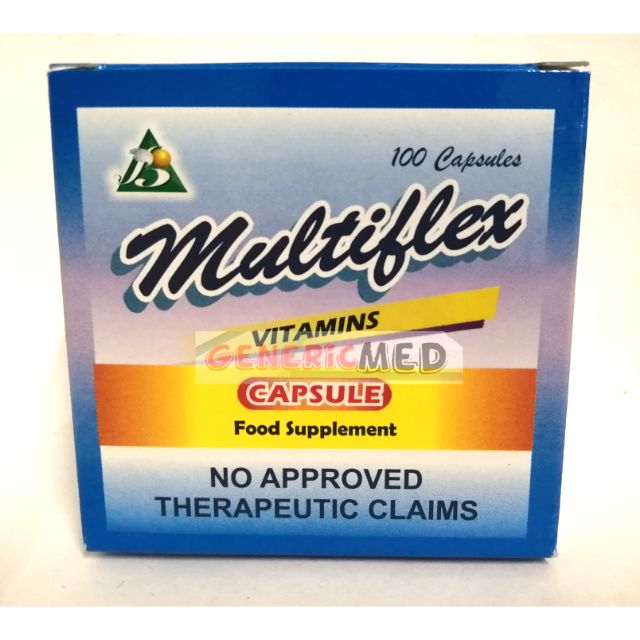 100 Capsules
Multiflex
VITAMINS
GENERiCMED
CAPSULE
Food Supplement
NO APPROVED
THERAPEUTIC CLAIMS